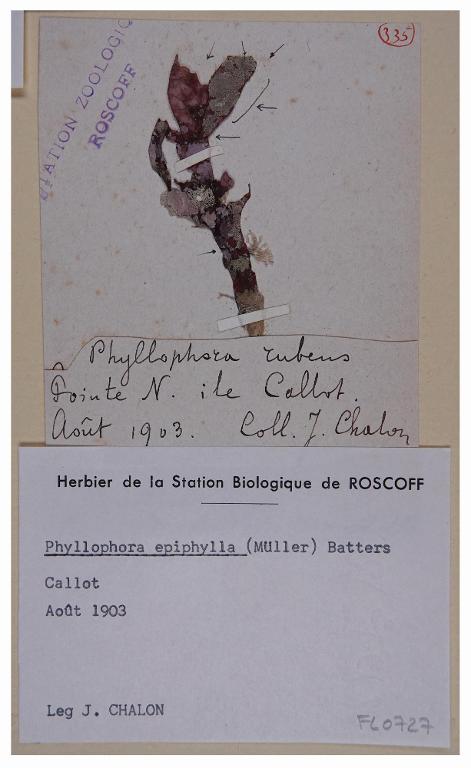 335
STATION ZOOLOGIQ
ROSCOFF
Phyllophora rubens
Pointe N. ile Callot.
Août 1903. Coll. J. Chalon
Herbier de la Station Biologique de ROSCOFF
Phyllophora epiphylla (Müller) Batters
Callot
Août 1903
Leg J. CHALON
FL0727